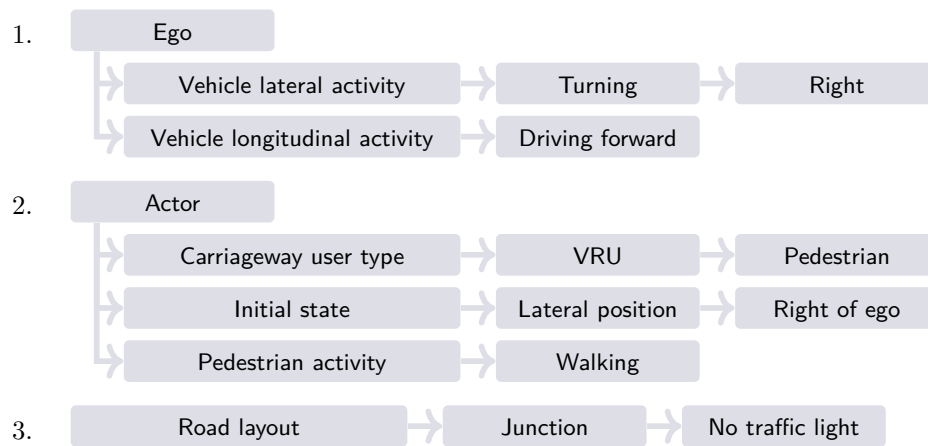 1. Ego
Vehicle lateral activity Turning Right
Vehicle longitudinal activity Driving forward
2. Actor
Carriageway user type VRU Pedestrian
Initial state Lateral position Right of ego
Pedestrian activity Walking
3. Road layout Junction No traffic light